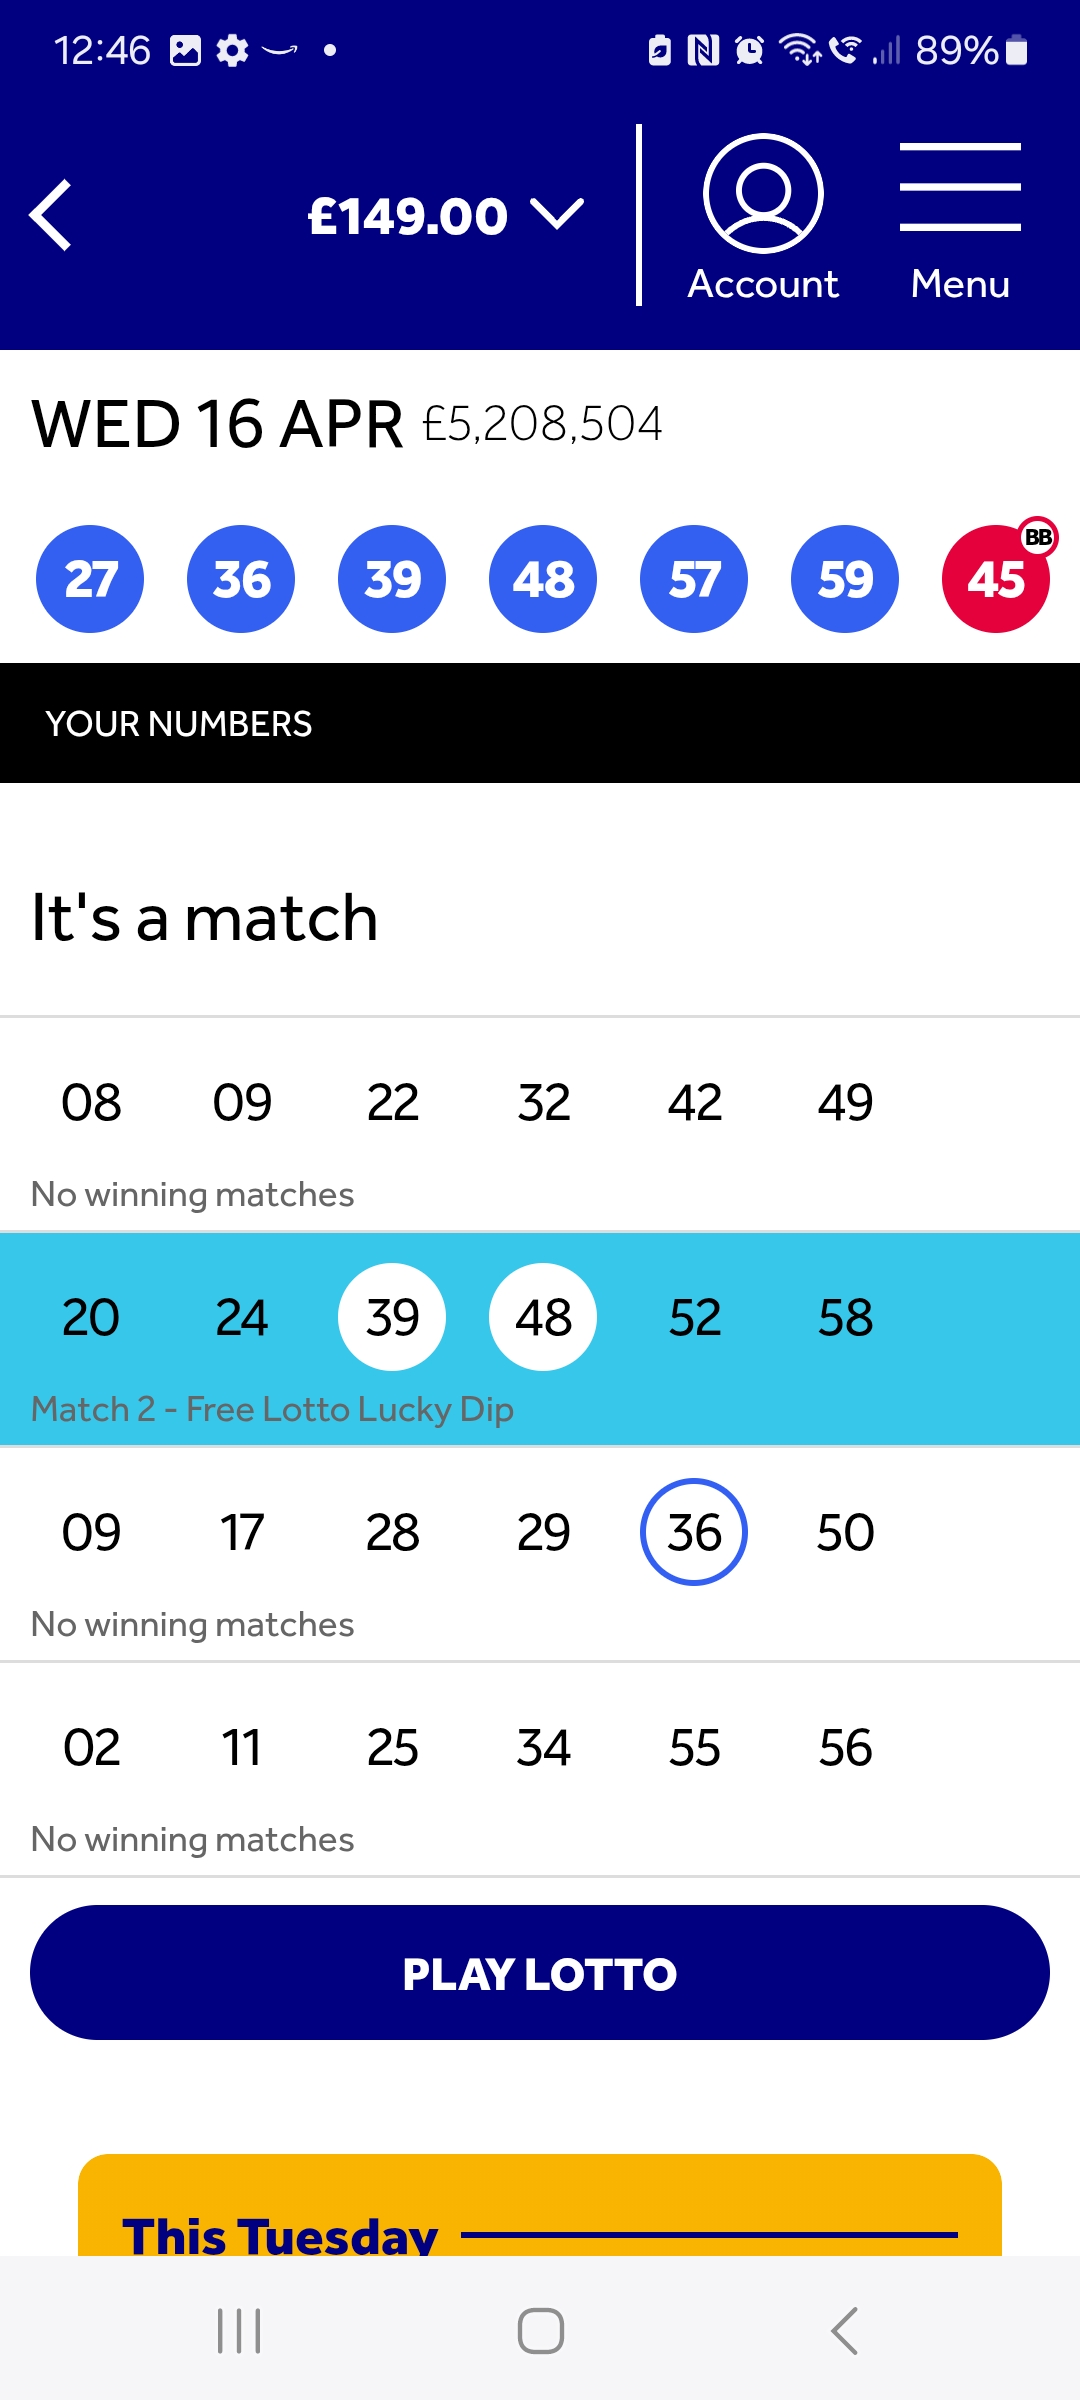 12:46 89%
£149.00
Account Menu
WED 16 APR £5,208,504
27 36 39 48 57 59 45 BB
YOUR NUMBERS
It's a match
08 09 22 32 42 49
No winning matches
20 24 39 48 52 58
Match 2 - Free Lotto Lucky Dip
09 17 28 29 36 50
No winning matches
02 11 25 34 55 56
No winning matches
PLAY LOTTO
This Tuesday